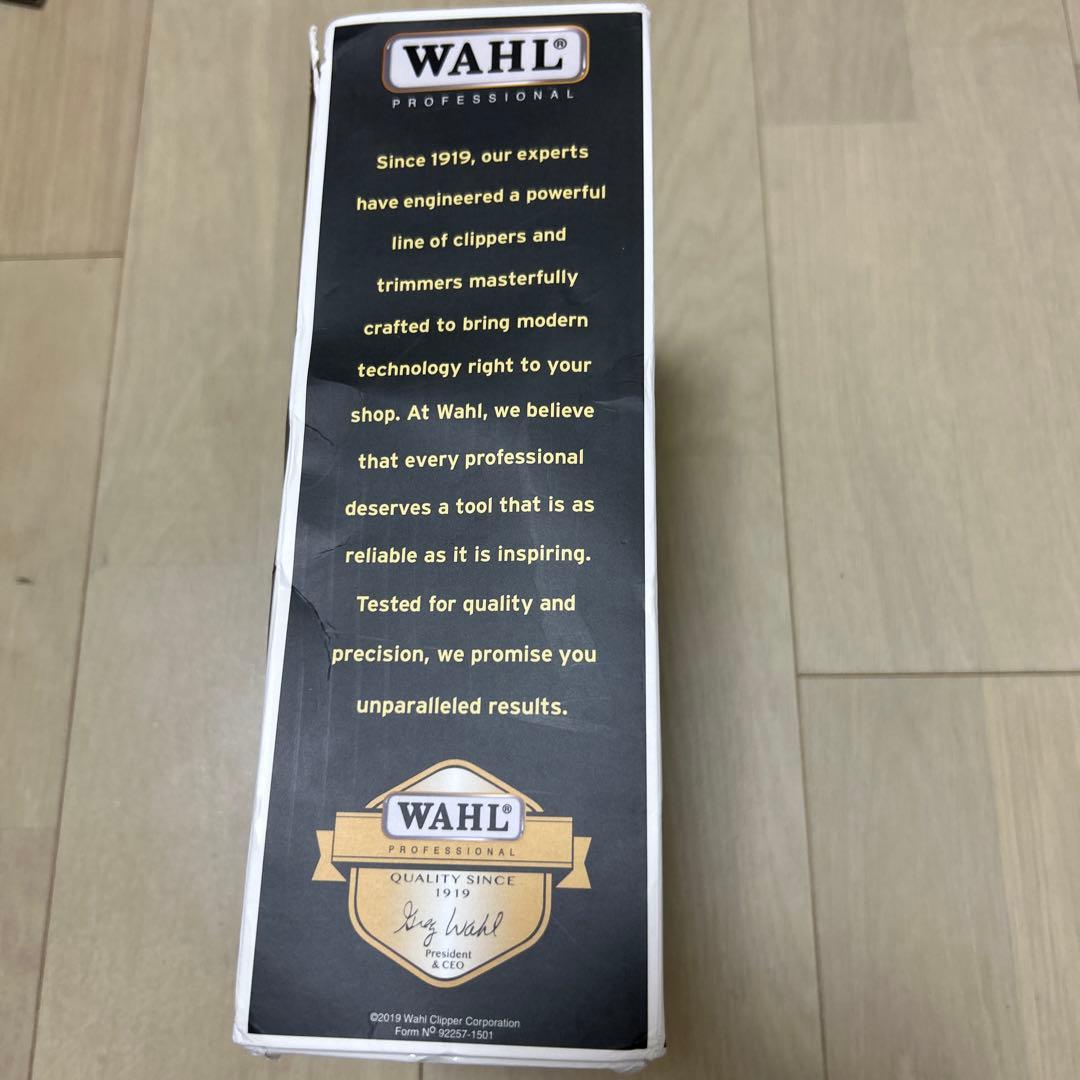 WAHL®
PROFESSIONAL
Since 1919, our experts
have engineered a powerful
line of clippers and
trimmers masterfully
crafted to bring modern
technology right to your
shop. At Wahl, we believe
that every professional
deserves a tool that is as
reliable as it is inspiring.
Tested for quality and
precision, we promise you
unparalleled results.
WAHL®
PROFESSIONAL
QUALITY SINCE
1919
Greg Wahl
President
& CEO
©2019 Wahl Clipper Corporation
Form Nº 92257-1501